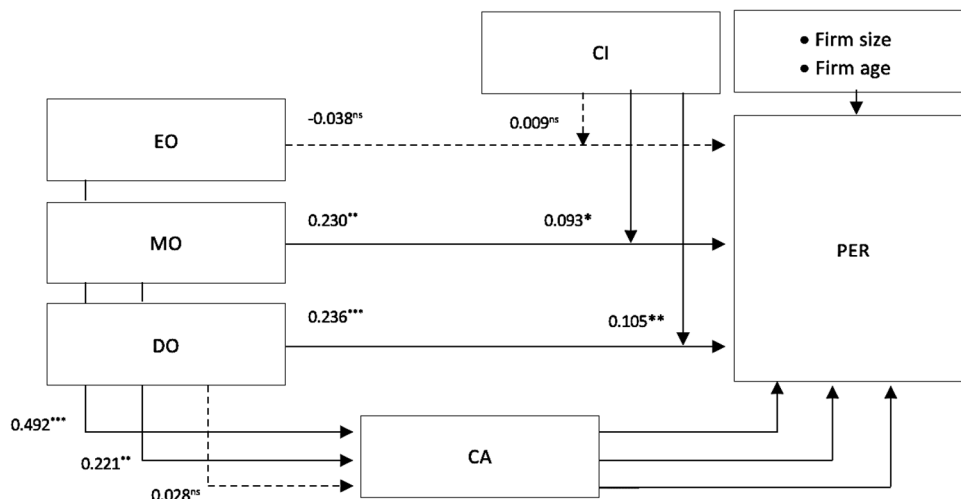 CI
• Firm size
• Firm age
EO
-0.038ns
0.009ns
MO
0.230**
0.093*
PER
DO
0.236***
0.105**
0.492***
0.221**
0.028ns
CA